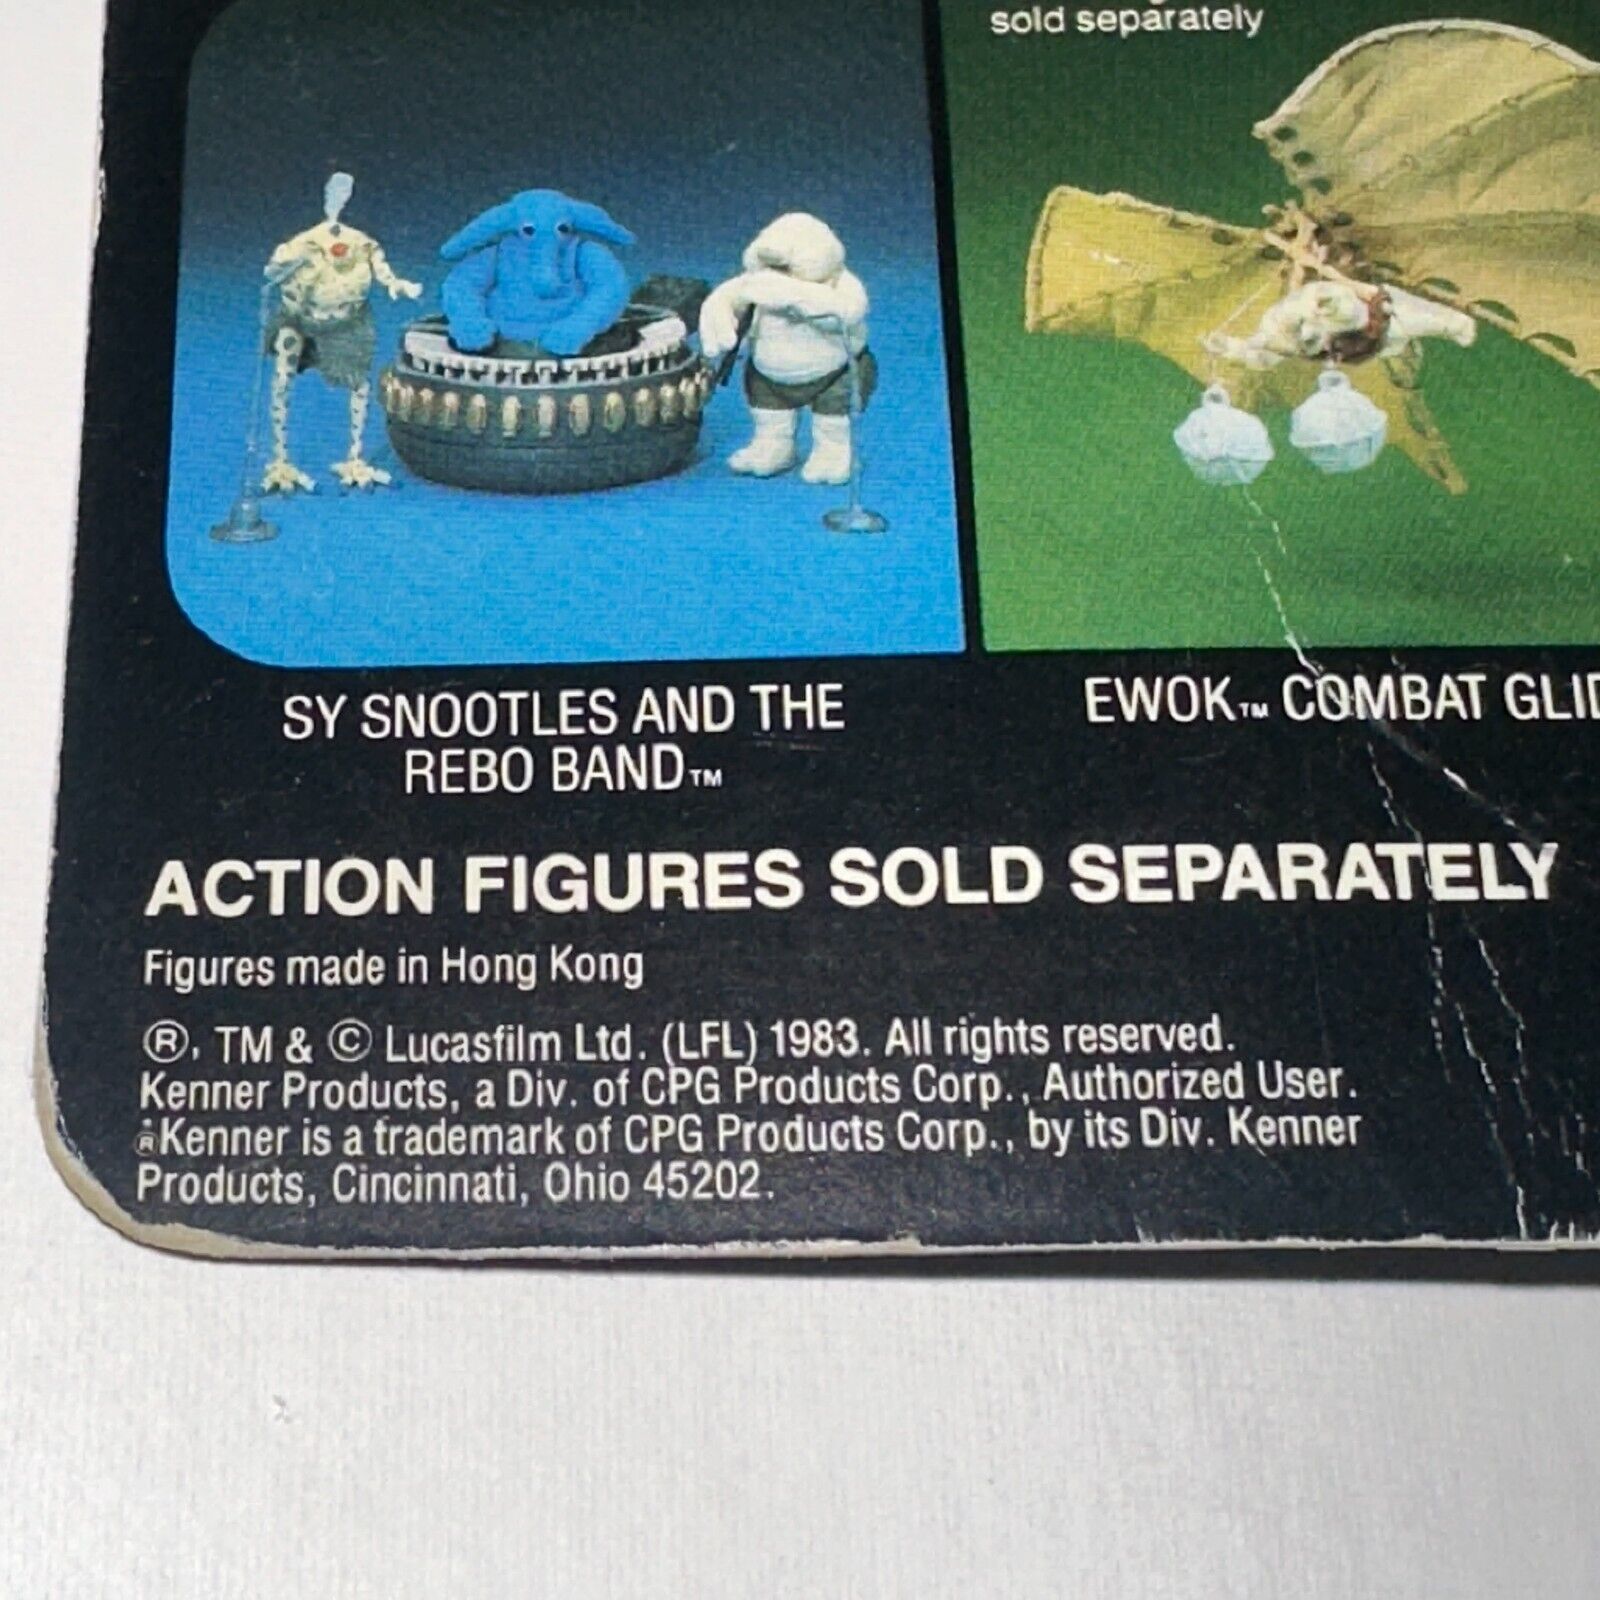 sold separately
SY SNOOTLES AND THE
REBO BAND™
EWOK™ COMBAT GLID
ACTION FIGURES SOLD SEPARATELY
Figures made in Hong Kong
®, TM & © Lucasfilm Ltd. (LFL) 1983. All rights reserved.
Kenner Products, a Div. of CPG Products Corp., Authorized User.
®Kenner is a trademark of CPG Products Corp., by its Div. Kenner
Products, Cincinnati, Ohio 45202.